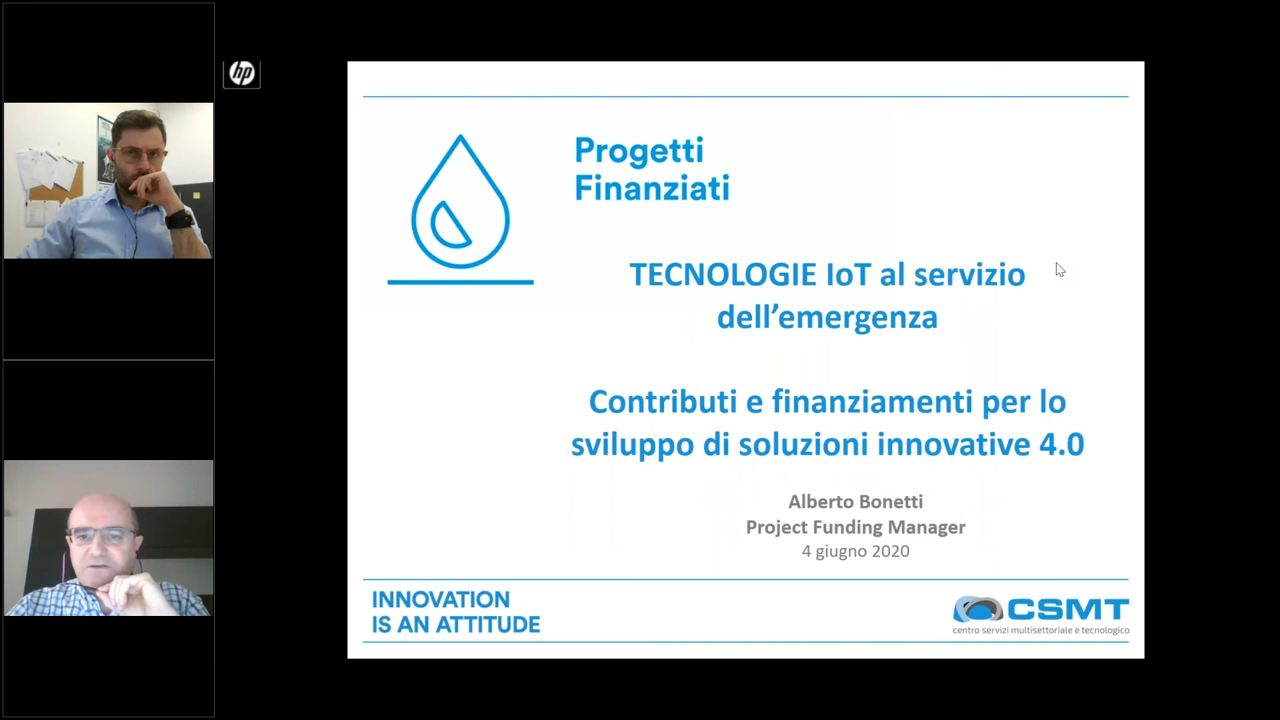 hp
Progetti
Finanziati
TECNOLOGIE IoT al servizio
dell’emergenza
Contributi e finanziamenti per lo
sviluppo di soluzioni innovative 4.0
Alberto Bonetti
Project Funding Manager
4 giugno 2020
INNOVATION
IS AN ATTITUDE
CSMT
centro servizi multisettoriale e tecnologico